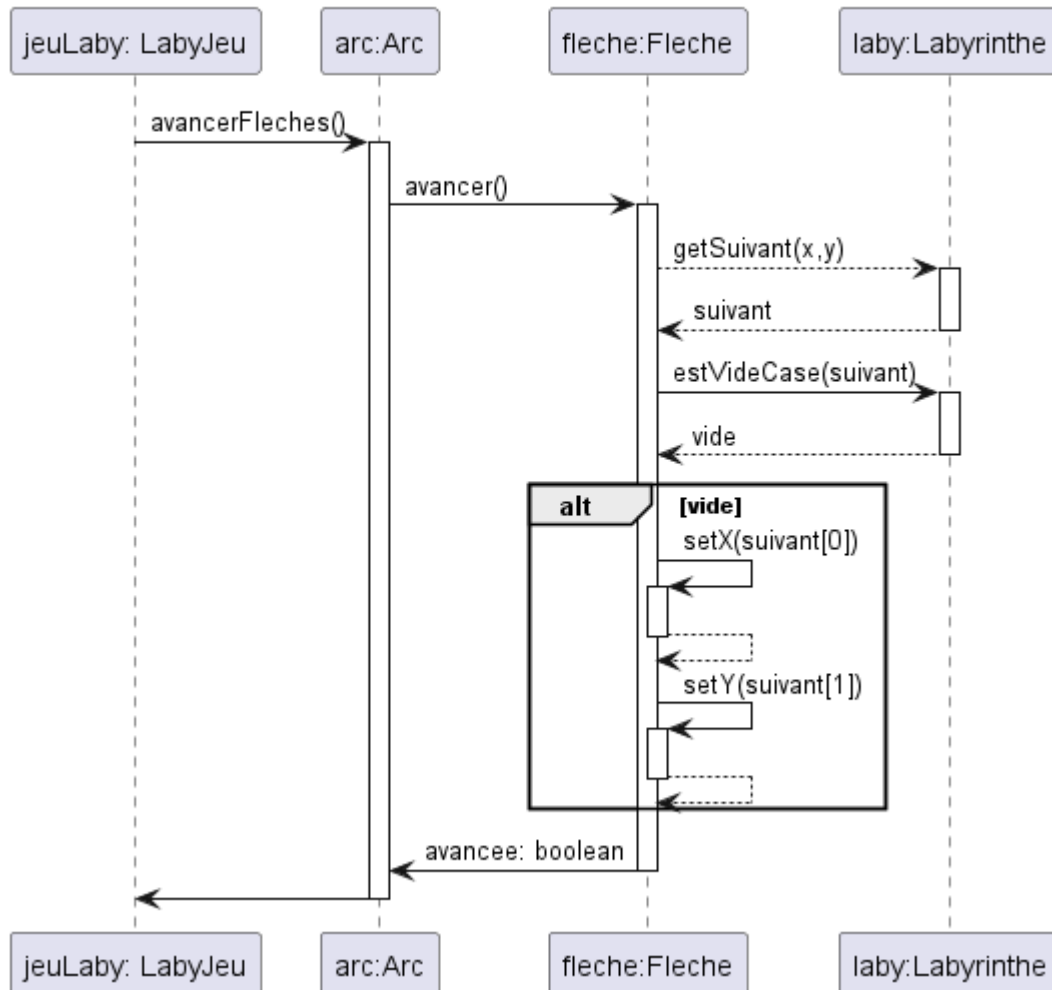 jeuLaby: LabyJeu
arc:Arc
fleche:Fleche
laby:Labyrinthe
avancerFleches()
avancer()
getSuivant(x,y)
suivant
estVideCase(suivant)
vide
alt
[vide]
setX(suivant[0])
setY(suivant[1])
avancee: boolean
jeuLaby: LabyJeu
arc:Arc
fleche:Fleche
laby:Labyrinthe